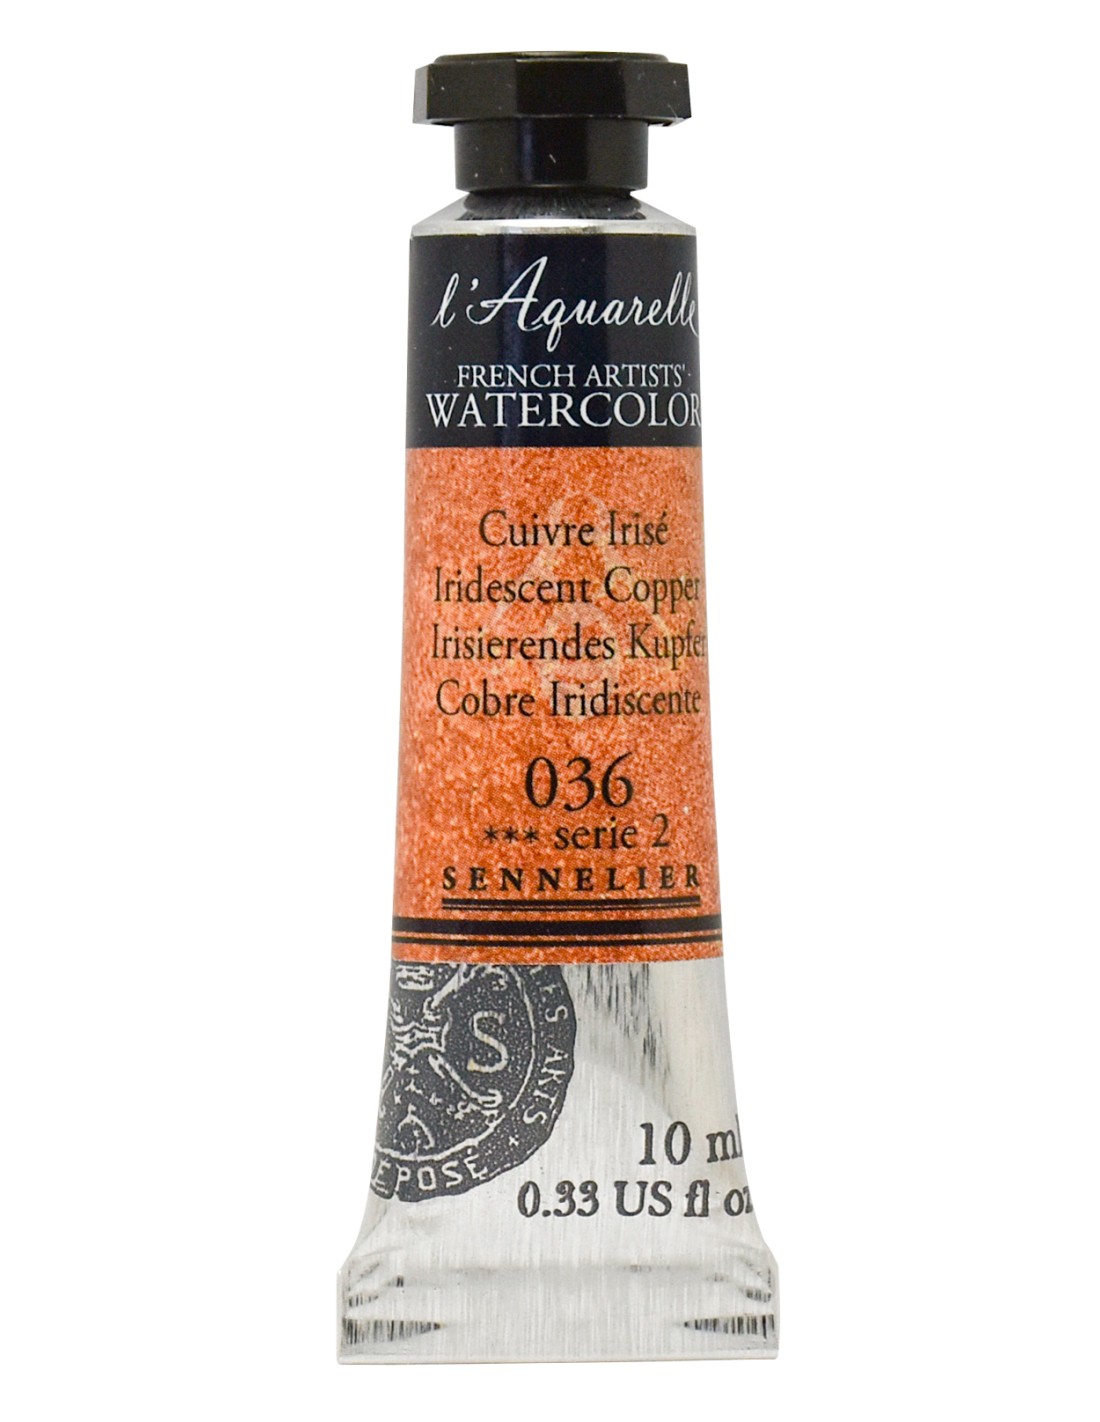 l'Aquarelle
FRENCH ARTISTS'
WATERCOLOR
Cuivre Irisé
Iridescent Copper
Irisierendes Kupfer
Cobre Iridiscente
036
*** serie 2
SENNELIER
S
ARTS
10 ml
0.33 US fl oz